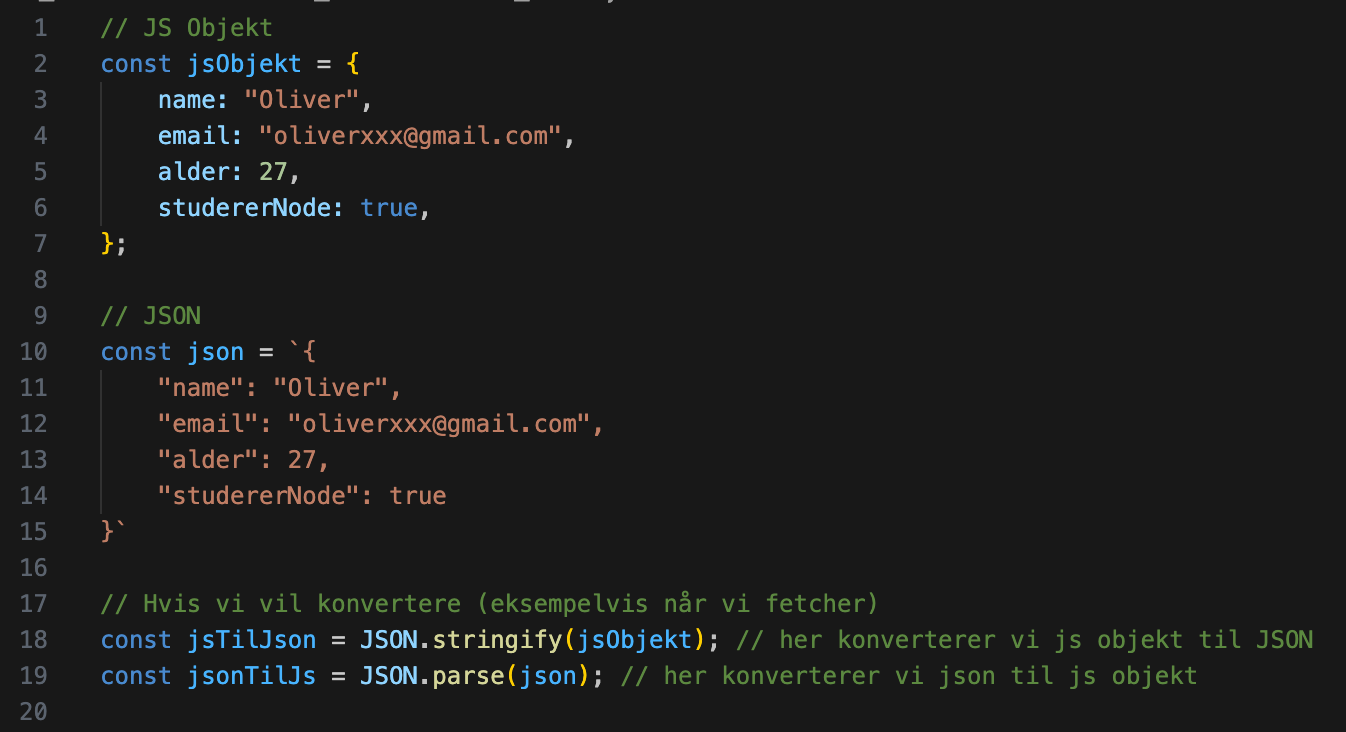 1 // JS Objekt
2 const jsObjekt = {
3     name: "Oliver",
4     email: "oliverxxx@gmail.com",
5     alder: 27,
6     studererNode: true,
7 };
8
9 // JSON
10 const json = `{
11     "name": "Oliver",
12     "email": "oliverxxx@gmail.com",
13     "alder": 27,
14     "studererNode": true
15 }`
16
17 // Hvis vi vil konvertere (eksempelvis når vi fetcher)
18 const jsTilJson = JSON.stringify(jsObjekt); // her konverterer vi js objekt til JSON
19 const jsonTilJs = JSON.parse(json); // her konverterer vi json til js objekt
20